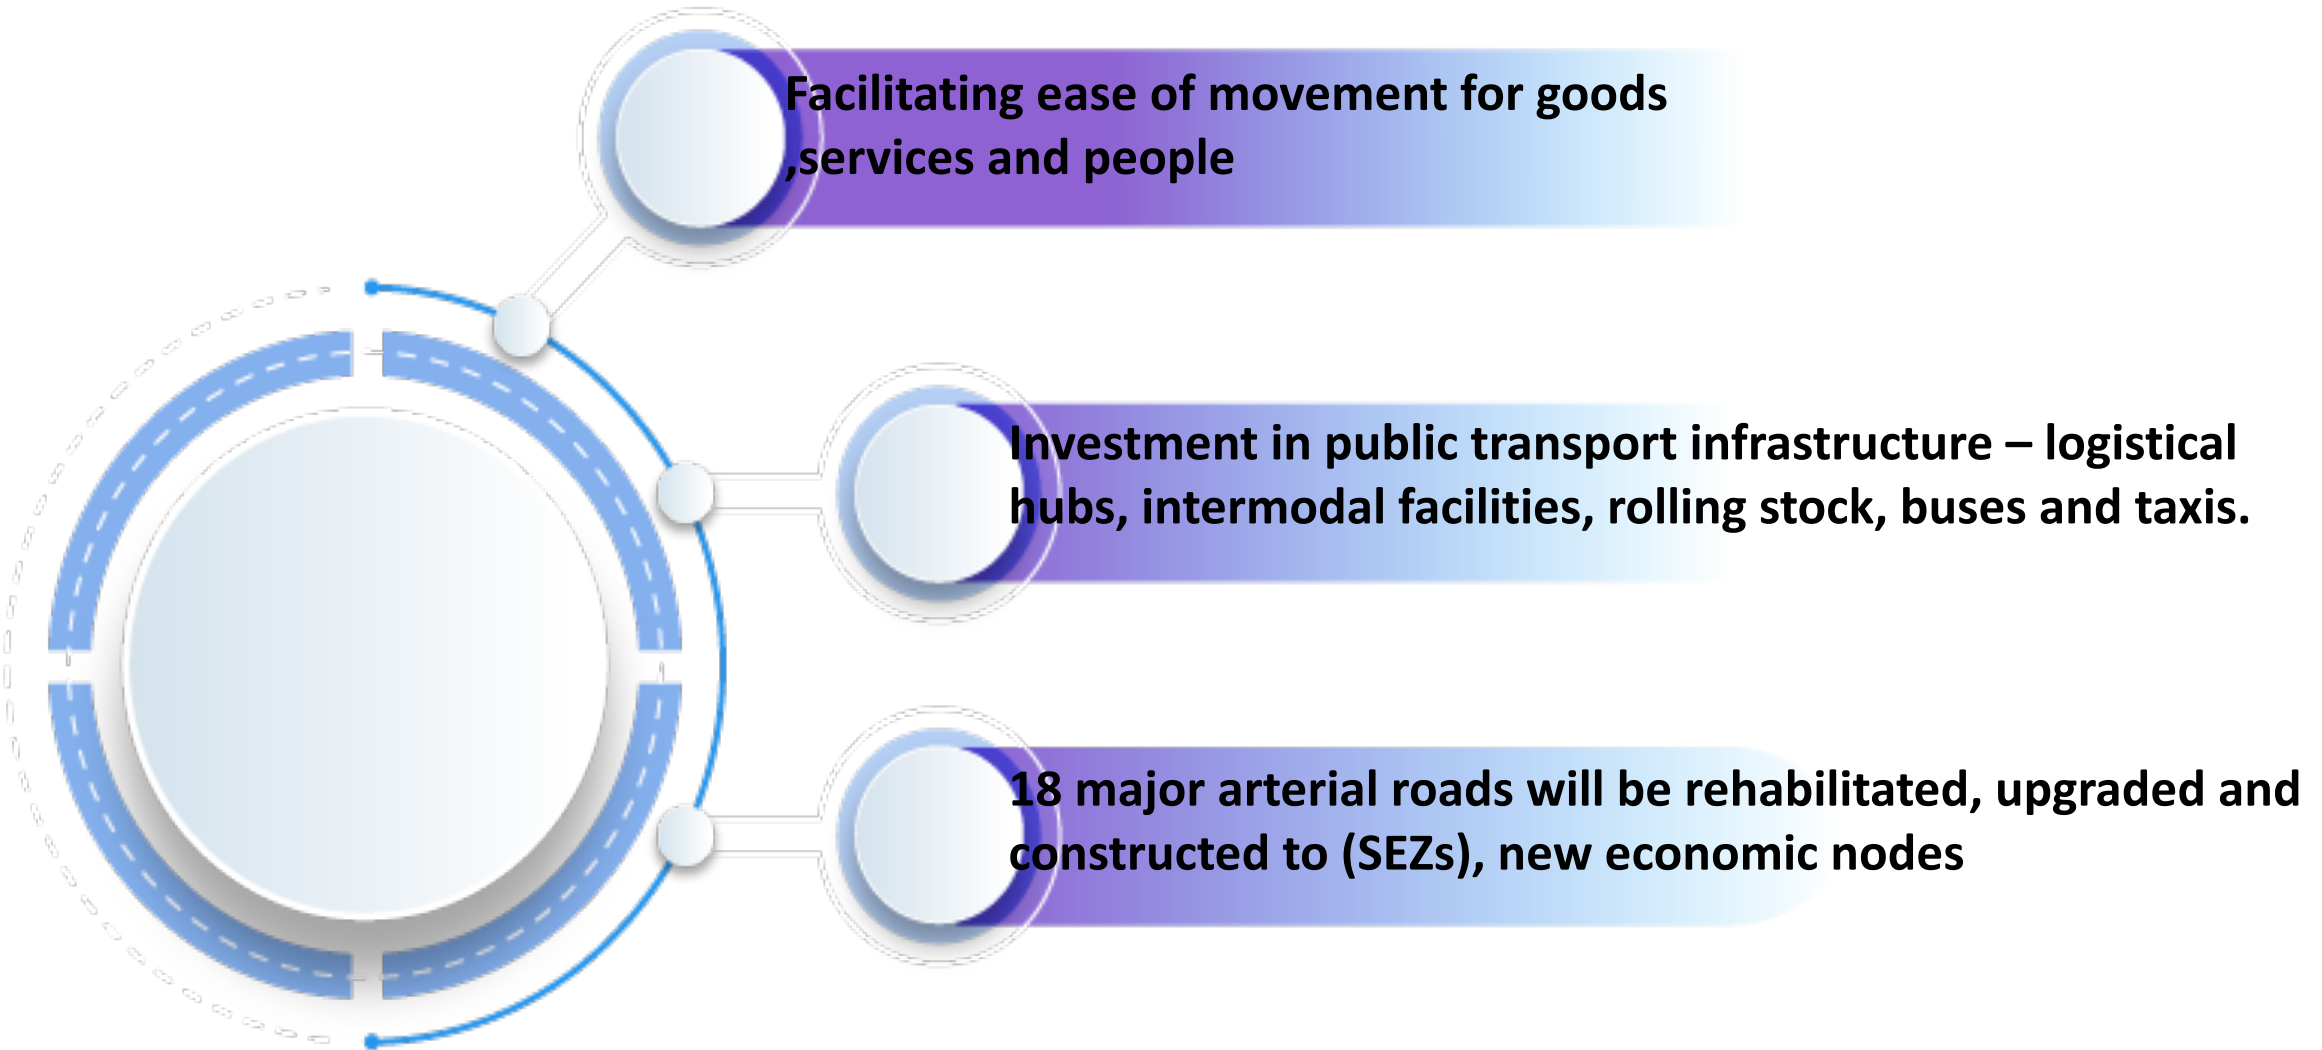 Facilitating ease of movement for goods
,services and people
Investment in public transport infrastructure – logistical
hubs, intermodal facilities, rolling stock, buses and taxis.
18 major arterial roads will be rehabilitated, upgraded and
constructed to (SEZs), new economic nodes